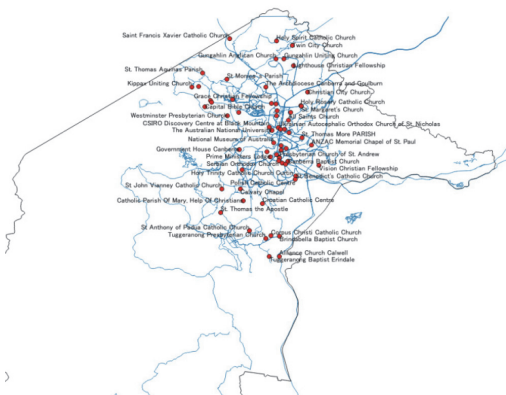 Saint Francis Xavier Catholic Church
Holy Spirit Catholic Church
Twin City Church
Gungahlin Anglican Church
Gungahlin Uniting Church
Lighthouse Christian Fellowship
St. Thomas Aquinas Parish
St Monica's Parish
Kippax Uniting Church
The Archdiocese Canberra and Goulburn
Christian City Church
Grace Christian Fellowship
Holy Rosary Catholic Church
Capital Bible Church
St Margaret's Church
Westminster Presbyterian Church
Saints Church
CSIRO Discovery Centre at Black Mountain
Autocephalic Orthodox Church of St. Nicholas
The Australian National University
St. Thomas More PARISH
National Museum of Australia
ANZAC Memorial Chapel of St. Paul
Government House Canberra
Presbyterian Church of St. Andrew
Prime Ministers Lodge
Canberra Baptist Church
Serbian Orthodox Church
Vision Christian Fellowship
Holy Trinity Catholic Church Curtin
St Benedict's Catholic Church
Polish Catholic Centre
St John Vianney Catholic Church
Calvary Chapel
Catholic Parish Of Mary, Help Of Christians
Croatian Catholic Centre
St. Thomas the Apostle
St Anthony of Padua Catholic Church
Corpus Christi Catholic Church
Tuggeranong Presbyterian Church
Brindabella Baptist Church
Alliance Church Calwell
Tuggeranong Baptist Erindale